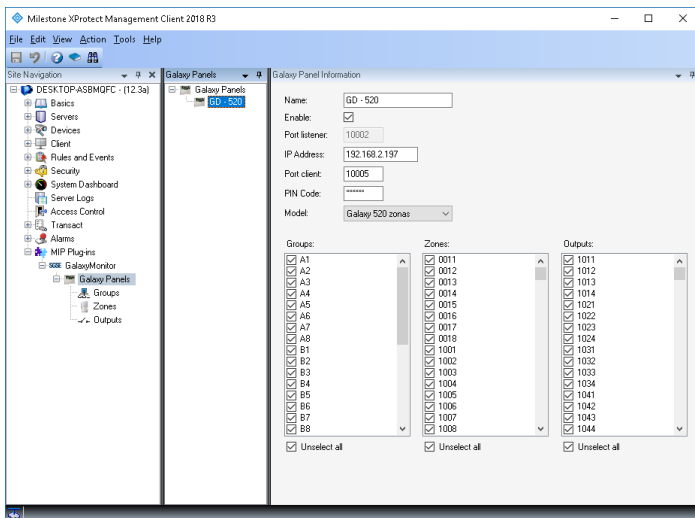 Milestone XProtect Management Client 2018 R3
File Edit View Action Tools Help
Site Navigation
DESKTOP-ASBMQFC - (12.3a)
Basics
Servers
Devices
Client
Rules and Events
Security
System Dashboard
Server Logs
Access Control
Transact
Alarms
MIP Plug-ins
GalaxyMonitor
Galaxy Panels
Groups
Zones
Outputs
Galaxy Panels
Galaxy Panels
GD - 520
Galaxy Panel Information
Name: GD - 520
Enable:
Port listener: 10002
IP Address: 192.168.2.197
Port client: 10005
PIN Code: ******
Model: Galaxy 520 zonas
Groups: Zones: Outputs:
A1 0011 1011
A2 0012 1012
A3 0013 1013
A4 0014 1014
A5 0015 1021
A6 0016 1022
A7 0017 1023
A8 0018 1024
B1 1001 1031
B2 1002 1032
B3 1003 1033
B4 1004 1034
B5 1005 1041
B6 1006 1042
B7 1007 1043
B8 1008 1044
Unselect all Unselect all Unselect all